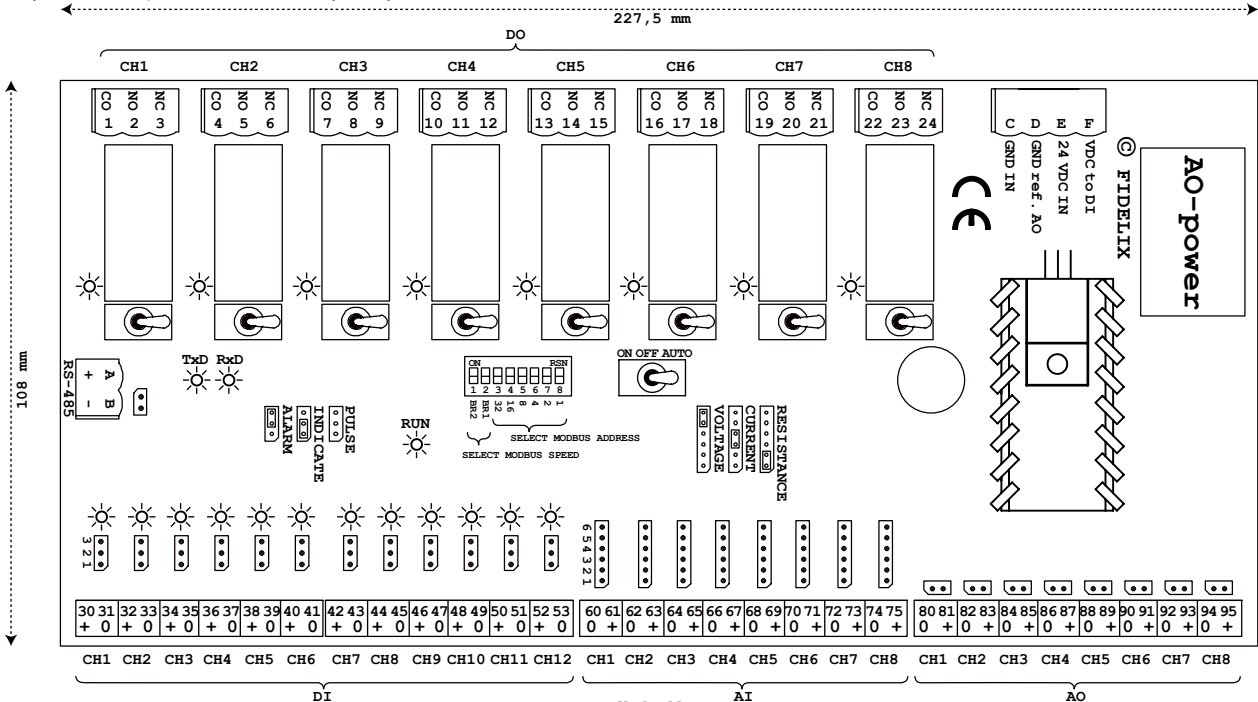 227,5 mm
DO
CH1 CH2 CH3 CH4 CH5 CH6 CH7 CH8
CO NO NC CO NO NC CO NO NC CO NO NC CO NO NC CO NO NC CO NO NC CO NO NC
1 2 3 4 5 6 7 8 9 10 11 12 13 14 15 16 17 18 19 20 21 22 23 24
C D E F
GND IN
GND ref. AO
24 VDC IN
VDC to DI
© FIDELIX
AO-power
CE
108 mm
RS-485
+ A
- B
TxD RxD
ALARM
INDICATE
PULSE
RUN
ON RSN
1 2 3 4 5 6 7 8
BR2 BR1 32 16 8 4 2 1
SELECT MODBUS ADDRESS
SELECT MODBUS SPEED
ON OFF AUTO
VOLTAGE
CURRENT
RESISTANCE
3 2 1
6 5 4 3 2 1
30 31 32 33 34 35 36 37 38 39 40 41 42 43 44 45 46 47 48 49 50 51 52 53
+ 0 + 0 + 0 + 0 + 0 + 0 + 0 + 0 + 0 + 0 + 0 + 0
60 61 62 63 64 65 66 67 68 69 70 71 72 73 74 75
0 + 0 + 0 + 0 + 0 + 0 + 0 + 0 +
80 81 82 83 84 85 86 87 88 89 90 91 92 93 94 95
0 + 0 + 0 + 0 + 0 + 0 + 0 + 0 +
CH1 CH2 CH3 CH4 CH5 CH6 CH7 CH8 CH9 CH10 CH11 CH12
CH1 CH2 CH3 CH4 CH5 CH6 CH7 CH8
CH1 CH2 CH3 CH4 CH5 CH6 CH7 CH8
DI
AI
AO